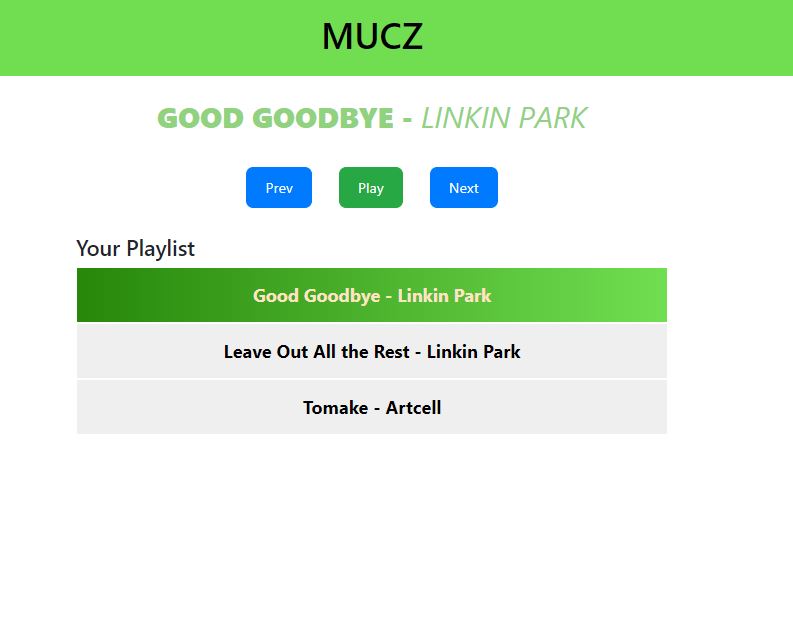 MUCZ
GOOD GOODBYE - LINKIN PARK
Prev Play Next
Your Playlist
Good Goodbye - Linkin Park
Leave Out All the Rest - Linkin Park
Tomake - Artcell